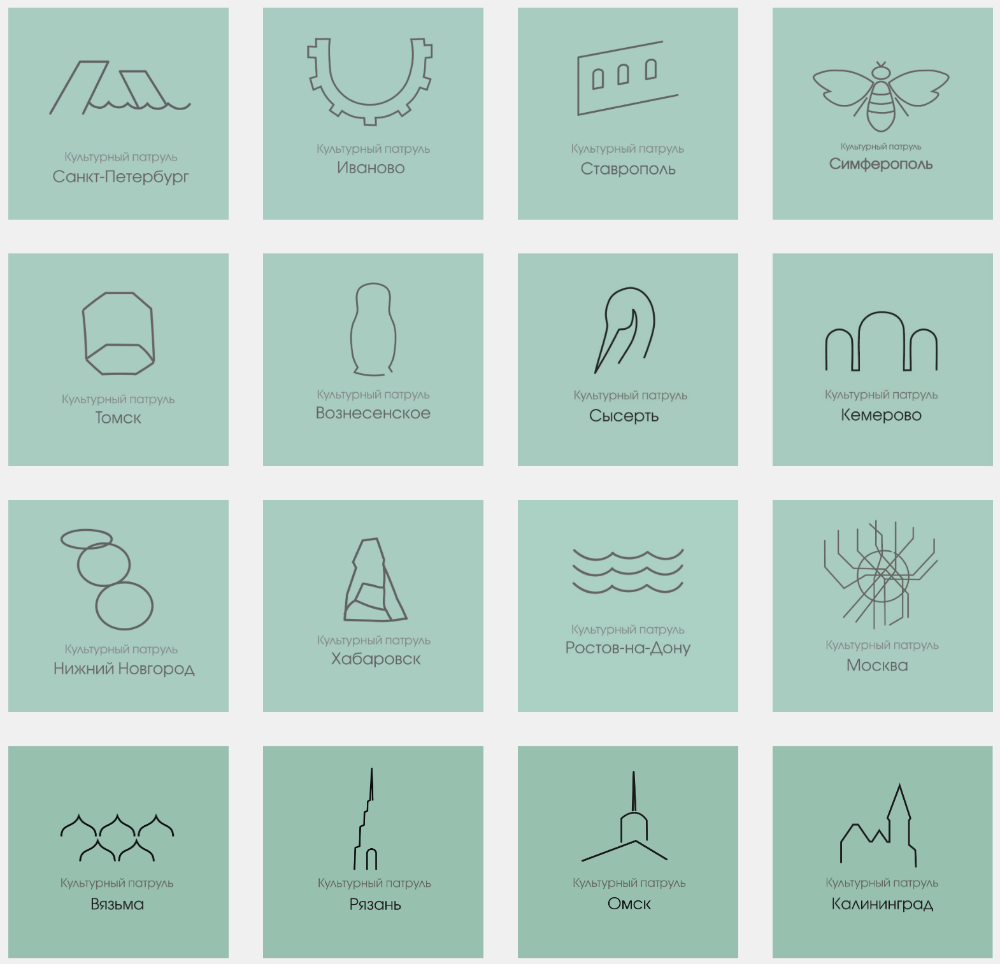 Культурный патруль
Санкт-Петербург
Культурный патруль
Иваново
Культурный патруль
Ставрополь
Культурный патруль
Симферополь
Культурный патруль
Томск
Культурный патруль
Вознесенское
Культурный патруль
Сысерть
Культурный патруль
Кемерово
Культурный патруль
Нижний Новгород
Культурный патруль
Хабаровск
Культурный патруль
Ростов-на-Дону
Культурный патруль
Москва
Культурный патруль
Вязьма
Культурный патруль
Рязань
Культурный патруль
Омск
Культурный патруль
Калининград